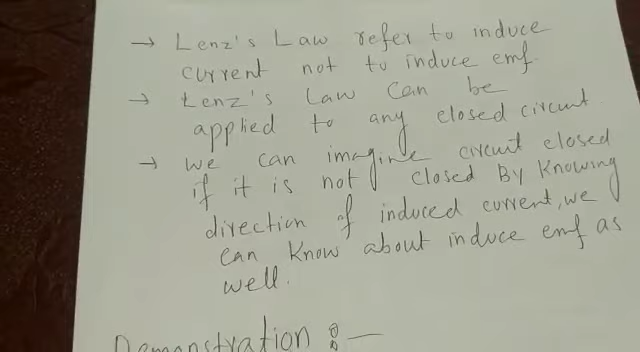 → Lenz's Law refer to induce
current not to induce emf.
→ Lenz's Law Can be
applied to any closed circuit.
→ We can imagine circuit closed
if it is not closed By Knowing
direction of induced current, we
can Know about induce emf as
well.
Demonstration :—